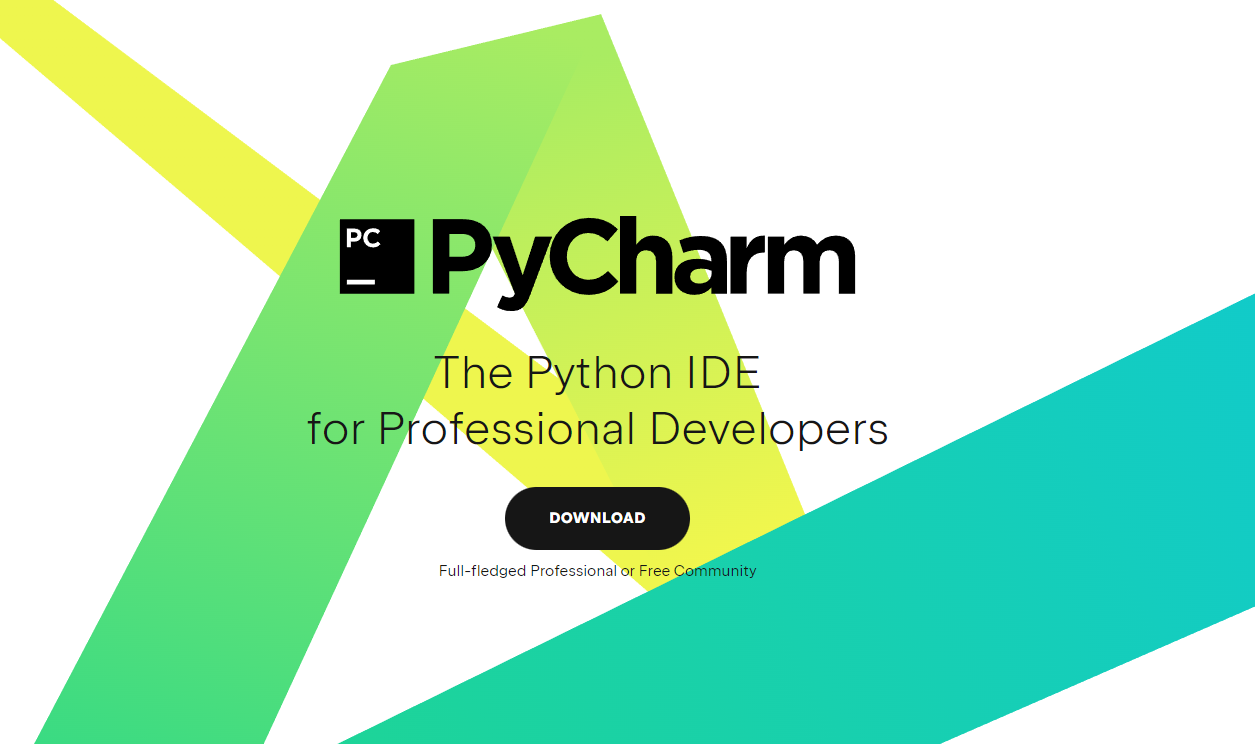 PC
PyCharm
The Python IDE
for Professional Developers
DOWNLOAD
Full-fledged Professional or Free Community